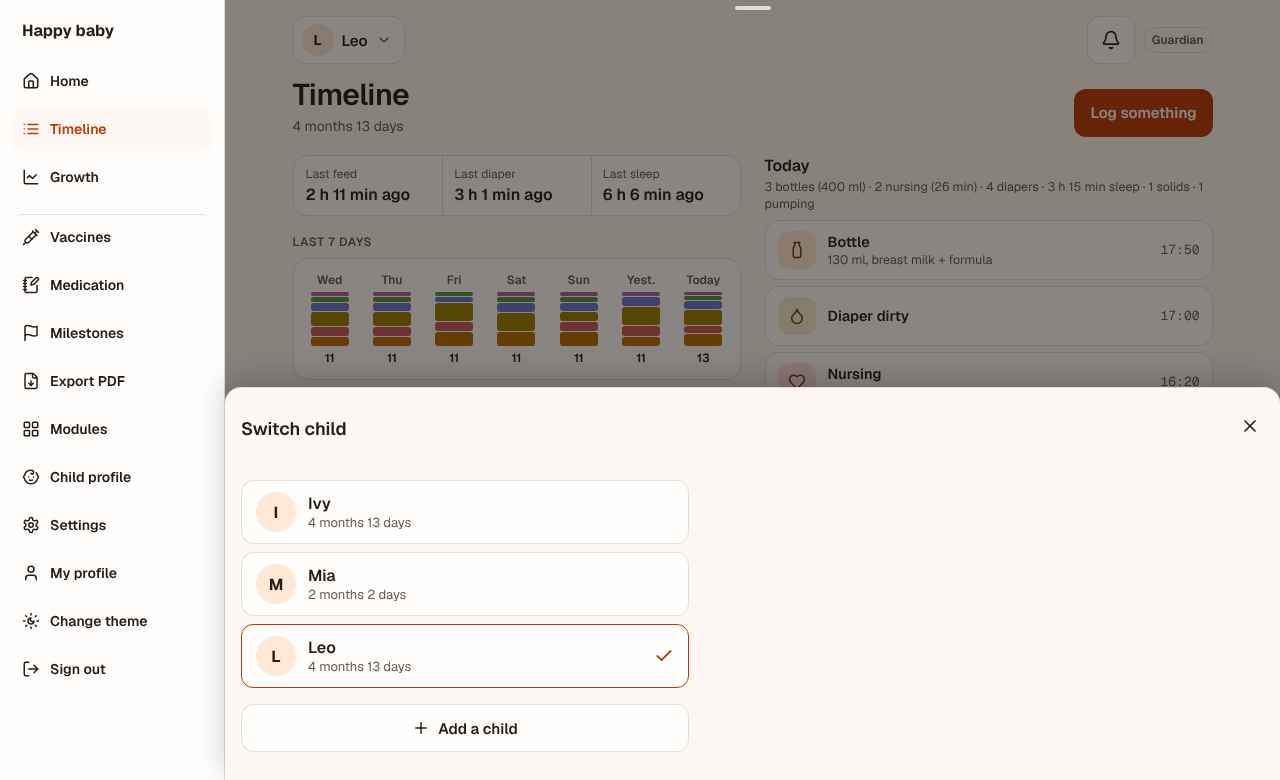 Happy baby
Home
Timeline
Growth
Vaccines
Medication
Milestones
Export PDF
Modules
Child profile
Settings
My profile
Change theme
Sign out
L
Leo
Guardian
Timeline
4 months 13 days
Log something
Last feed
2 h 11 min ago
Last diaper
3 h 1 min ago
Last sleep
6 h 6 min ago
LAST 7 DAYS
Wed
Thu
Fri
Sat
Sun
Yest.
Today
11
11
11
11
11
11
13
Today
3 bottles (400 ml) · 2 nursing (26 min) · 4 diapers · 3 h 15 min sleep · 1 solids · 1
pumping
Bottle
130 ml, breast milk + formula
17:50
Diaper dirty
17:00
Nursing
16:20
Switch child
I
Ivy
4 months 13 days
M
Mia
2 months 2 days
L
Leo
4 months 13 days
Add a child